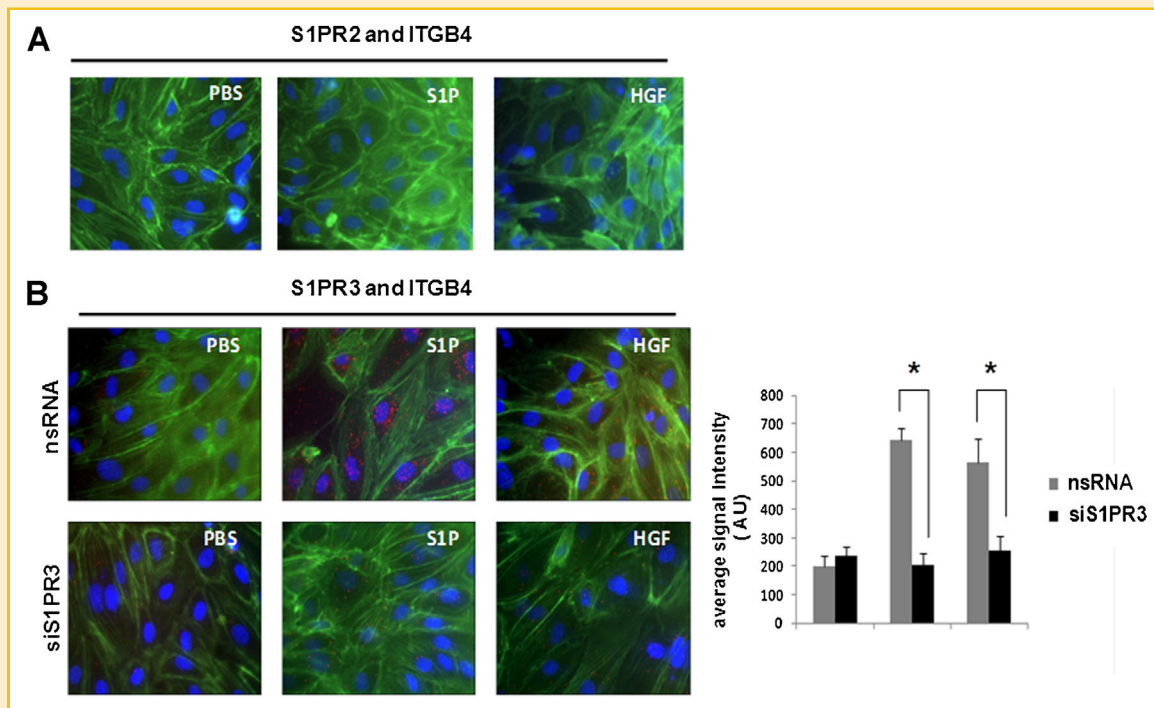 A
S1PR2 and ITGB4
PBS
S1P
HGF
B
S1PR3 and ITGB4
nsRNA
PBS
S1P
HGF
siS1PR3
PBS
S1P
HGF
average signal Intensity
( AU)
800
700
600
500
400
300
200
100
0
*
*
nsRNA
siS1PR3